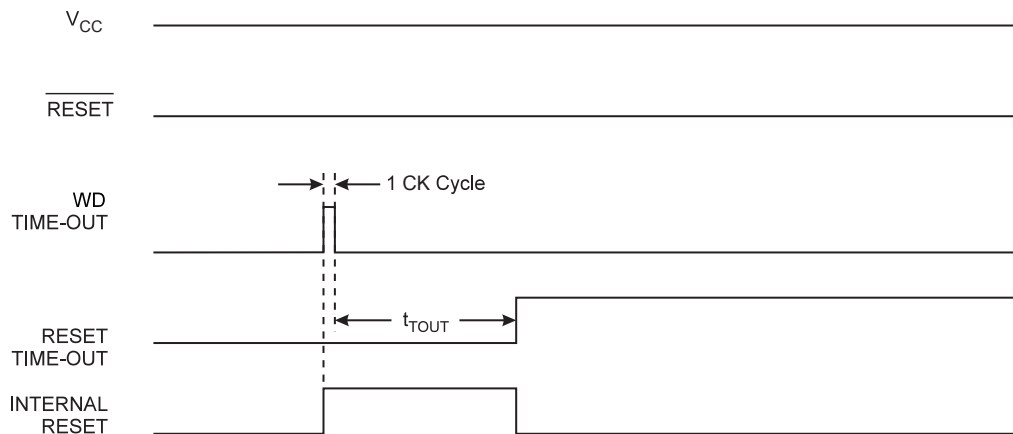 VCC
RESET
1 CK Cycle
WD
TIME-OUT
tTOUT
RESET
TIME-OUT
INTERNAL
RESET